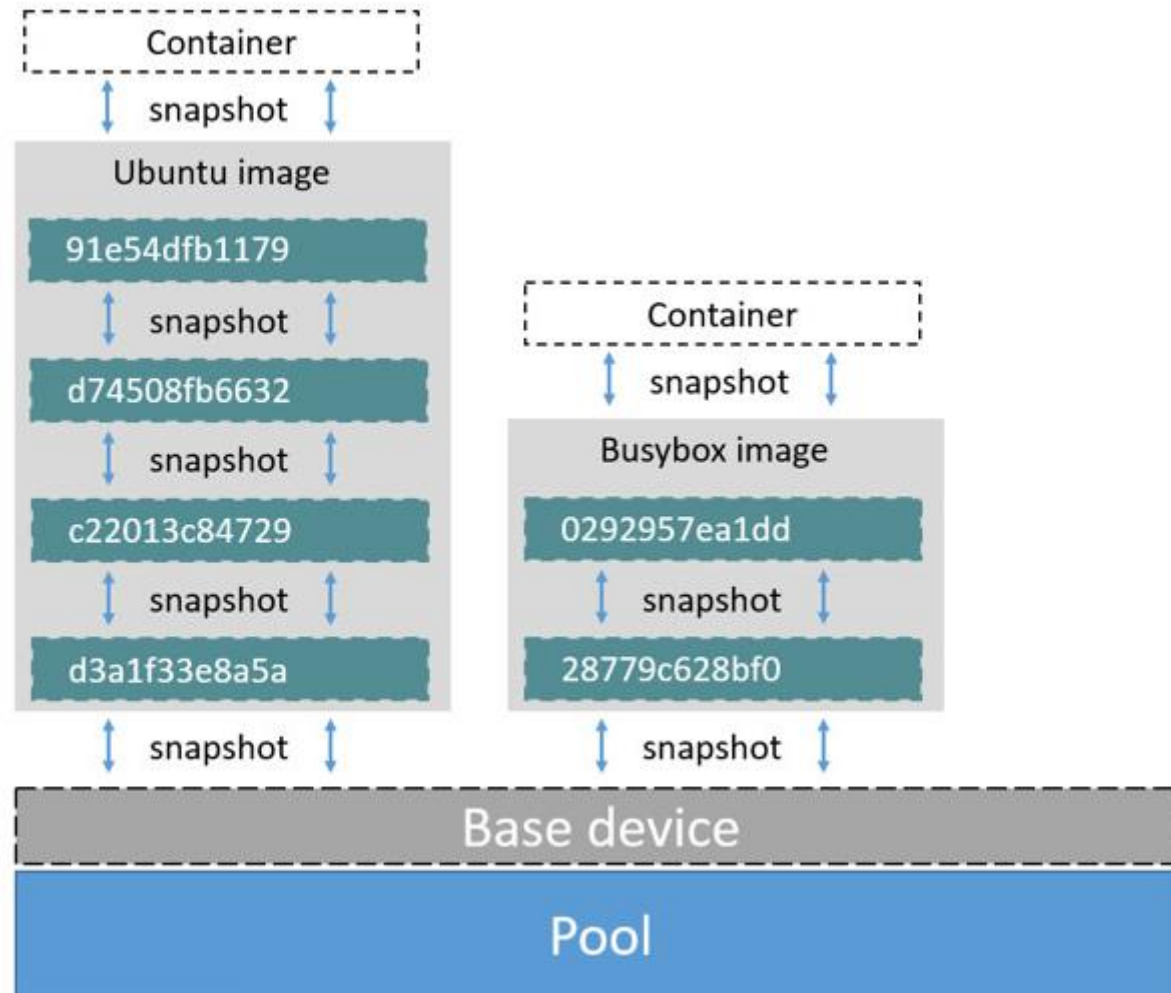 Container
snapshot
Ubuntu image
91e54dfb1179
snapshot
d74508fb6632
snapshot
c22013c84729
snapshot
d3a1f33e8a5a
snapshot
Container
snapshot
Busybox image
0292957ea1dd
snapshot
28779c628bf0
snapshot
Base device
Pool